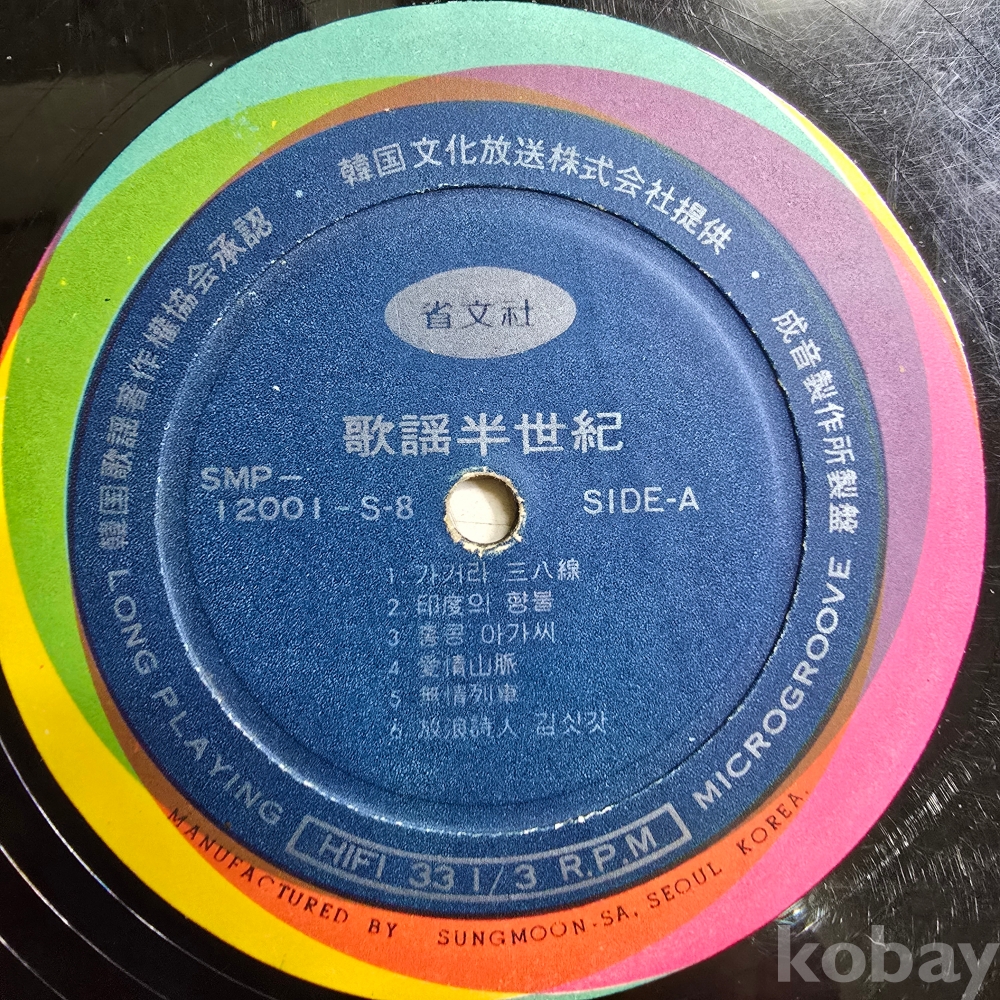 韓国歌謡著作権協会承認 · 韓国文化放送株式会社提供 · 成音製作所製盤
省文社
歌謡半世紀
SMP-
12001-S-8
SIDE-A
1 가거라 三八線
2 印度의 향불
3 홍콩 아가씨
4 愛情山脈
5 無情列車
6 放浪詩人 김삿갓
LONG PLAYING
HIFI 33 1/3 R.P.M
MICROGROOVE
MANUFACTURED BY SUNGMOON-SA, SEOUL KOREA.
kobay